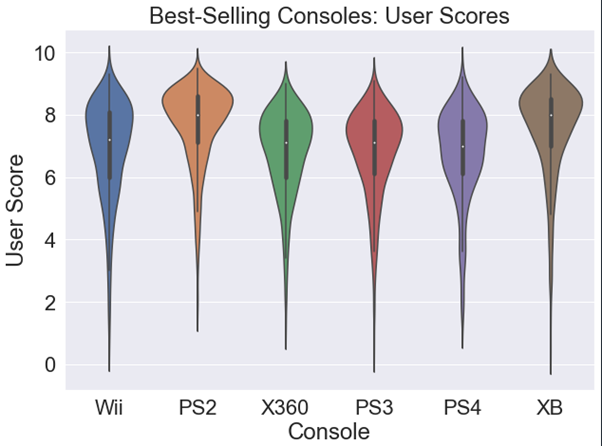 Best-Selling Consoles: User Scores
10
8
6
4
2
0
User Score
Wii PS2 X360 PS3 PS4 XB
Console